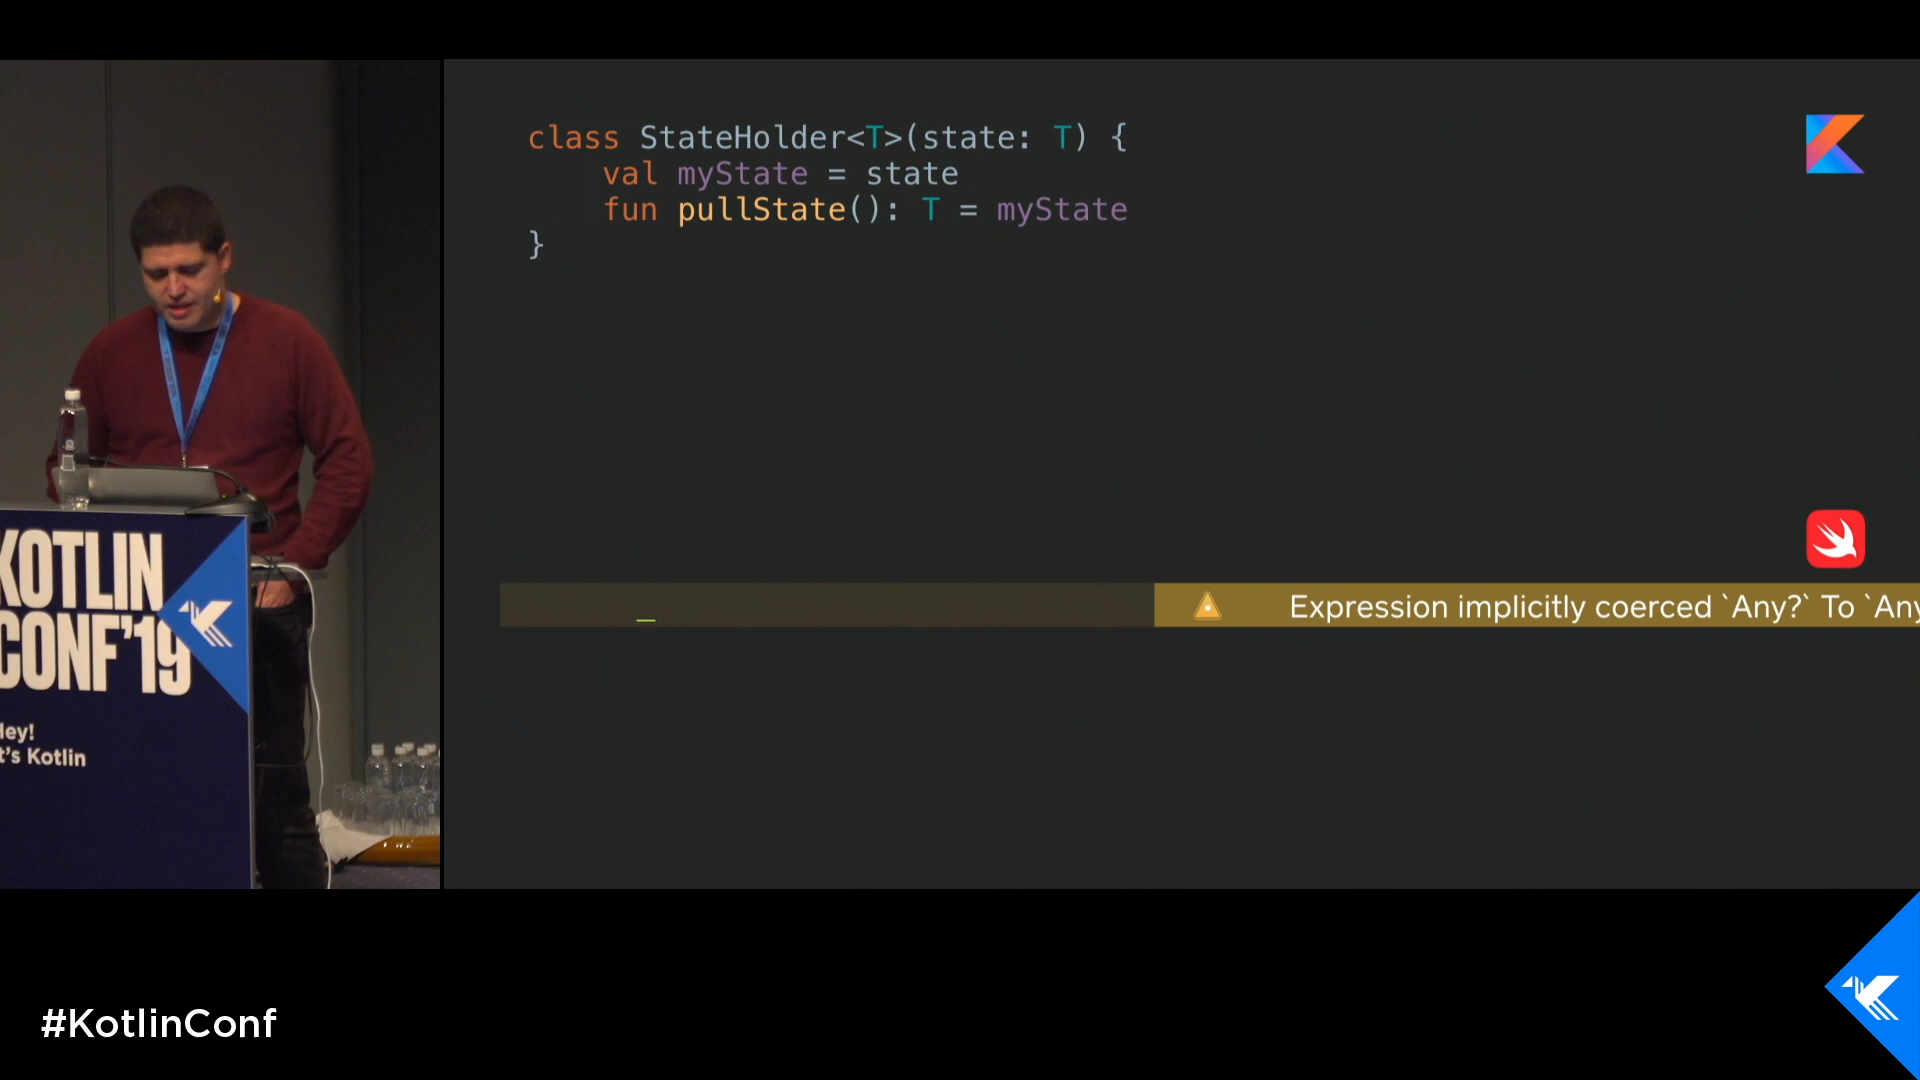 class StateHolder<T>(state: T) {
    val myState = state
    fun pullState(): T = myState
}
_
Expression implicitly coerced `Any?` To `Any
KOTLIN
CONF'19
Hey!
t's Kotlin
#KotlinConf